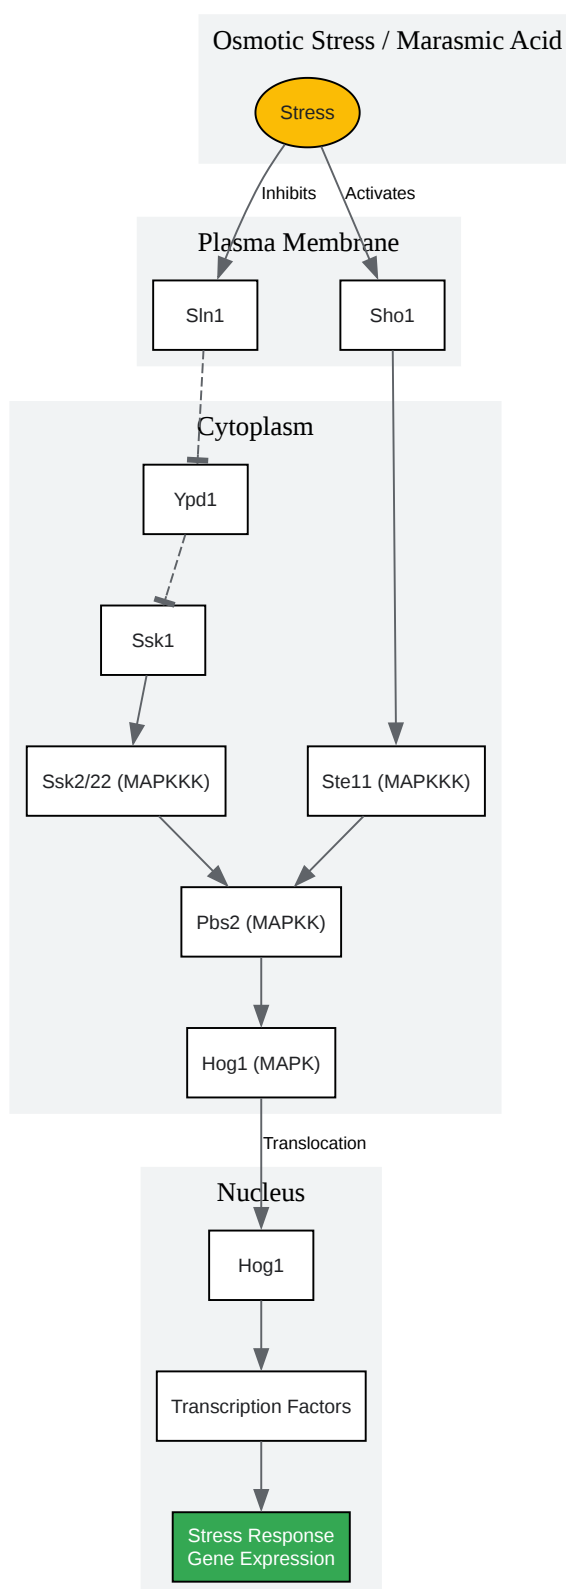 Osmotic Stress / Marasmic Acid
Stress
Inhibits
Activates
Plasma Membrane
Sln1
Sho1
Cytoplasm
Ypd1
Ssk1
Ssk2/22 (MAPKKK)
Ste11 (MAPKKK)
Pbs2 (MAPKK)
Hog1 (MAPK)
Translocation
Nucleus
Hog1
Transcription Factors
Stress Response
Gene Expression